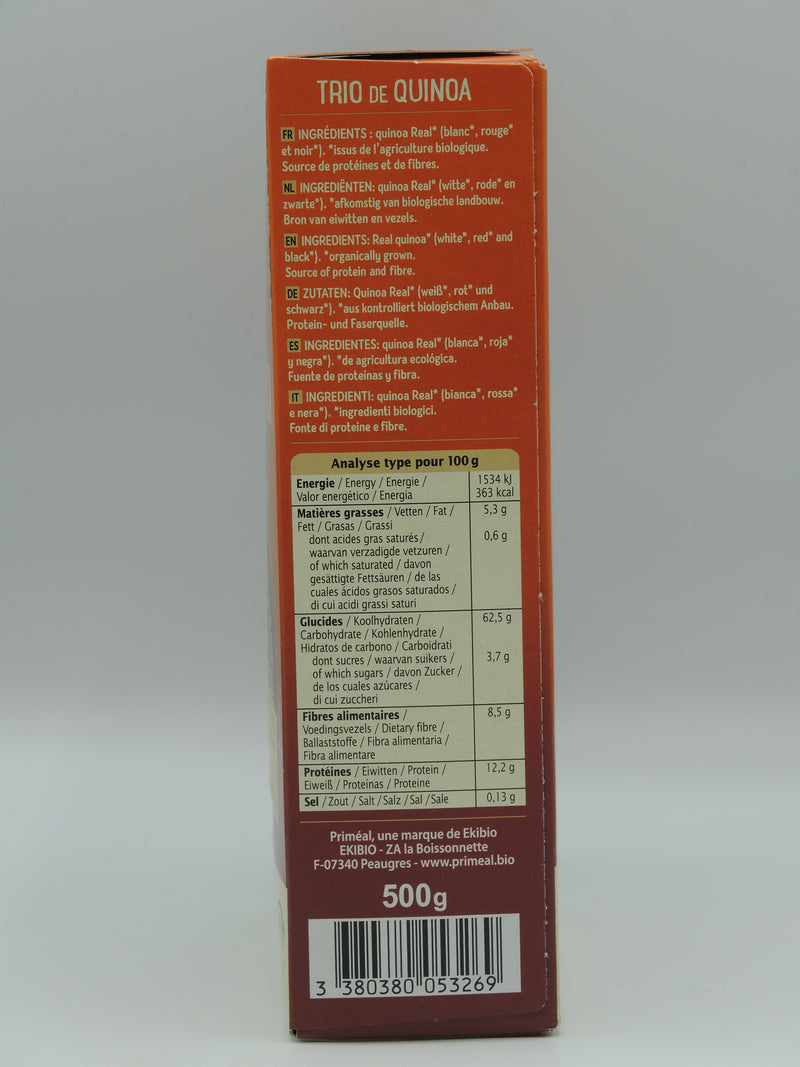 TRIO DE QUINOA
FR INGRÉDIENTS : quinoa Real* (blanc*, rouge*
et noir*). *issus de l'agriculture biologique.
Source de protéines et de fibres.
NL INGREDIËNTEN: quinoa Real* (witte*, rode* en
zwarte*). *afkomstig van biologische landbouw.
Bron van eiwitten en vezels.
EN INGREDIENTS: Real quinoa* (white*, red* and
black*). *organically grown.
Source of protein and fibre.
DE ZUTATEN: Quinoa Real* (weiß*, rot* und
schwarz*). *aus kontrolliert biologischem Anbau.
Protein- und Faserquelle.
ES INGREDIENTES: quínoa Real* (blanca*, roja*
y negra*). *de agricultura ecológica.
Fuente de proteínas y fibra.
IT INGREDIENTI: quinoa Real* (bianca*, rossa*
e nera*). *ingredienti biologici.
Fonte di proteine e fibre.
Analyse type pour 100 g
Energie / Energy / Energie / 1534 kJ
Valor energético / Energia 363 kcal
Matières grasses / Vetten / Fat / 5,3 g
Fett / Grasas / Grassi
dont acides gras saturés / 0,6 g
waarvan verzadigde vetzuren /
of which saturated / davon
gesättigte Fettsäuren / de las
cuales ácidos grasos saturados /
di cui acidi grassi saturi
Glucides / Koolhydraten / 62,5 g
Carbohydrate / Kohlenhydrate /
Hidratos de carbono / Carboidrati
dont sucres / waarvan suikers / 3,7 g
of which sugars / davon Zucker /
de los cuales azúcares /
di cui zuccheri
Fibres alimentaires / 8,5 g
Voedingsvezels / Dietary fibre /
Ballaststoffe / Fibra alimentaria /
Fibra alimentare
Protéines / Eiwitten / Protein / 12,2 g
Eiweiß / Proteínas / Proteine
Sel / Zout / Salt / Salz / Sal / Sale 0,13 g
Priméal, une marque de Ekibio
EKIBIO - ZA la Boissonnette
F-07340 Peaugres - www.primeal.bio
500g
3 380380 053269